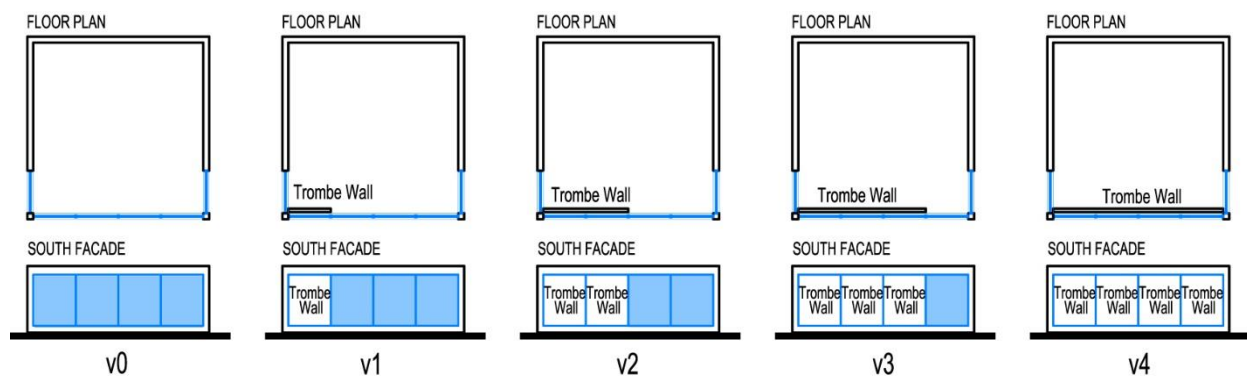 FLOOR PLAN
SOUTH FACADE
v0
FLOOR PLAN
Trombe Wall
SOUTH FACADE
Trombe
Wall
v1
FLOOR PLAN
Trombe Wall
SOUTH FACADE
Trombe Trombe
Wall Wall
v2
FLOOR PLAN
Trombe Wall
SOUTH FACADE
Trombe Trombe Trombe
Wall Wall Wall
v3
FLOOR PLAN
Trombe Wall
SOUTH FACADE
Trombe Trombe Trombe Trombe
Wall Wall Wall Wall
v4